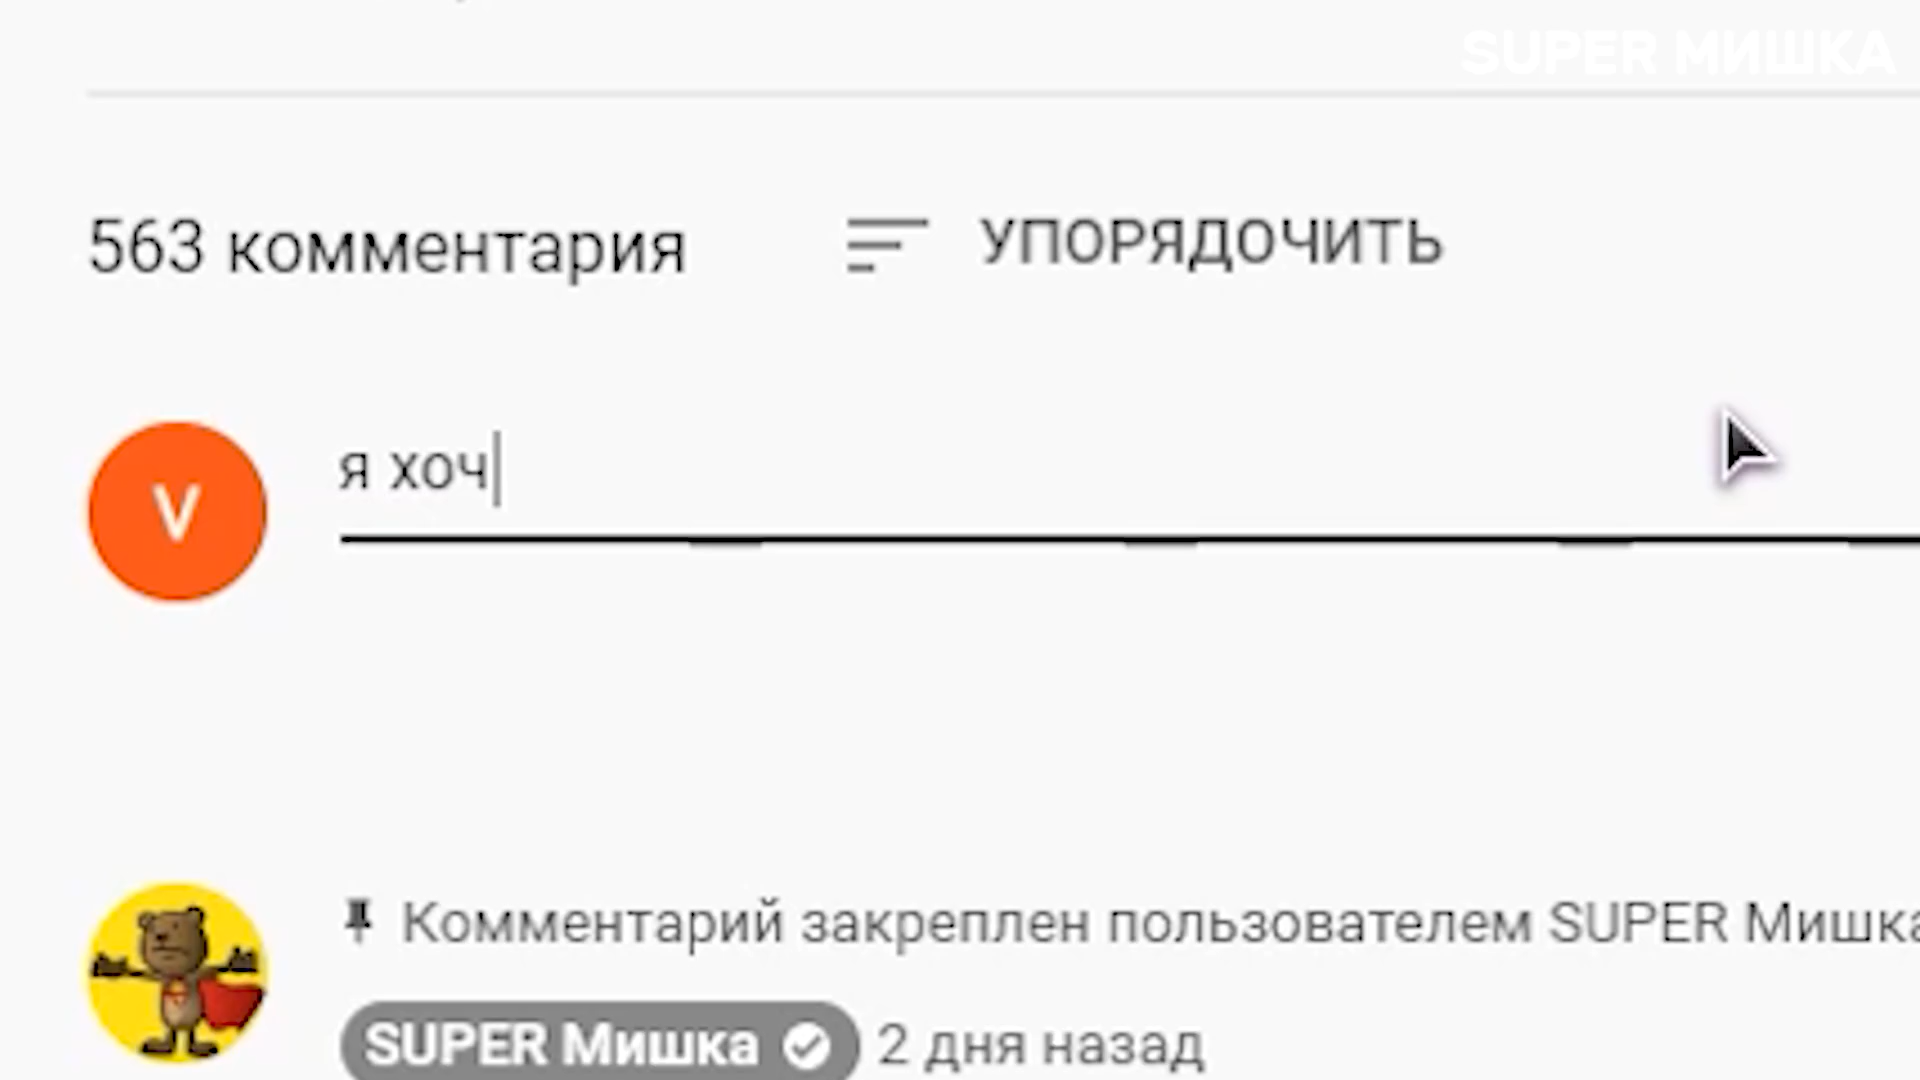 SUPER МИШКА
563 комментария
УПОРЯДОЧИТЬ
V
я хоч
Комментарий закреплен пользователем SUPER Мишка
SUPER Мишка 2 дня назад